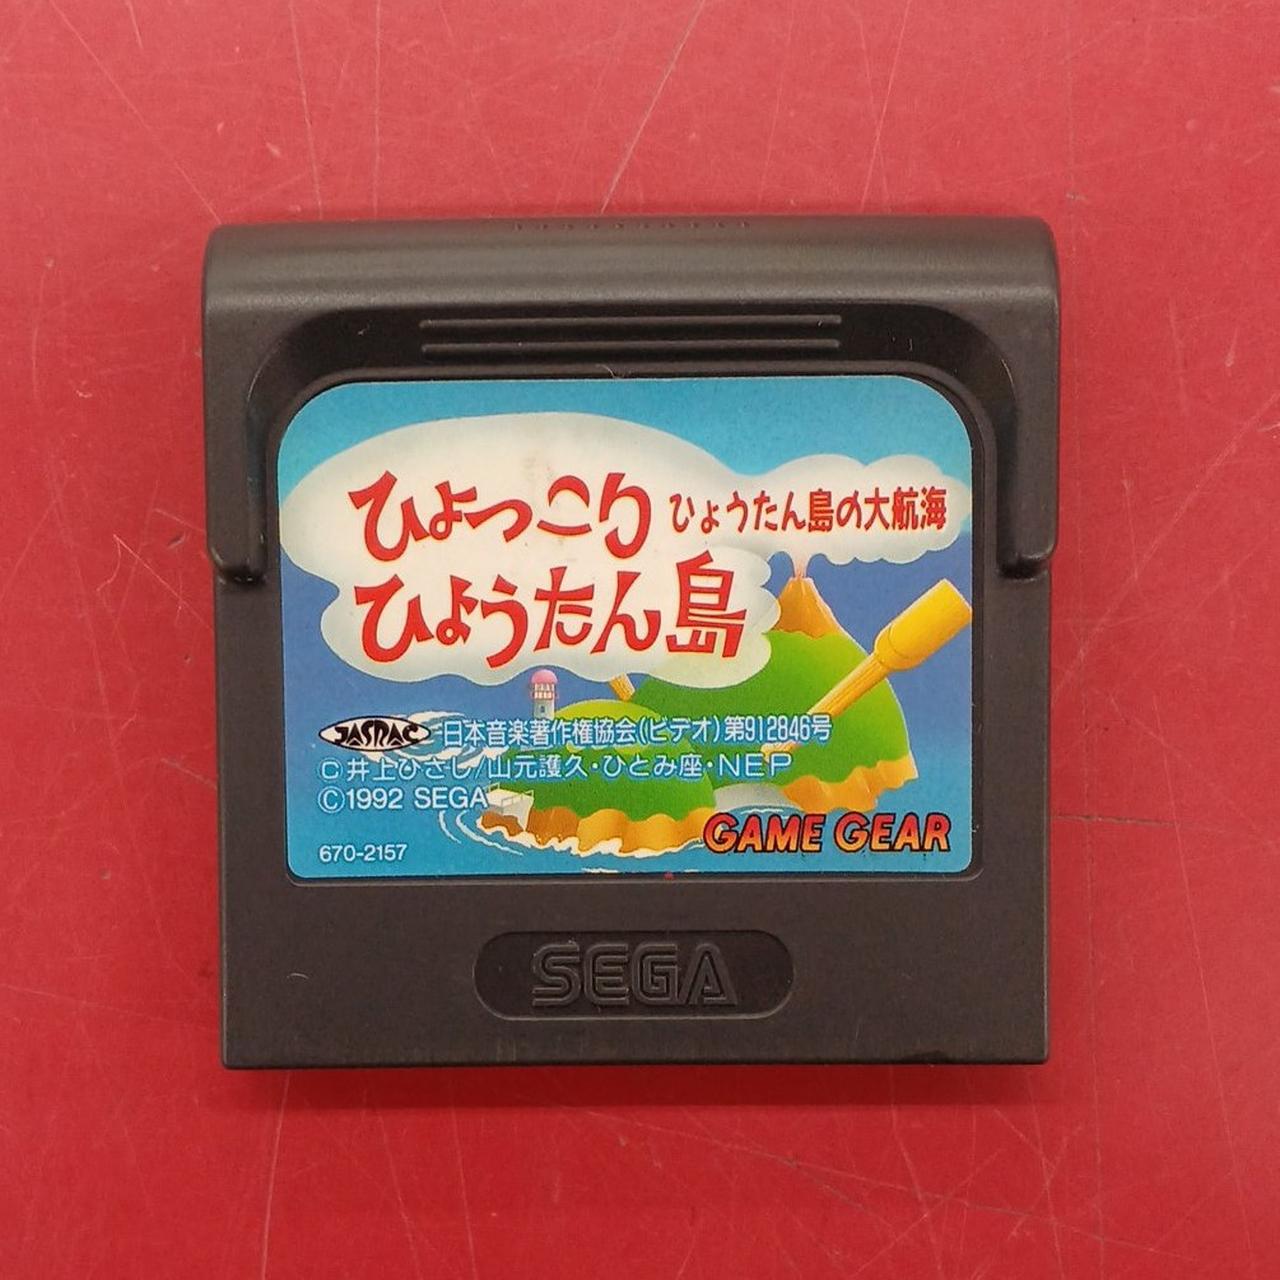 ひょっこり
ひょうたん島
ひょうたん島の大航海
JASRAC 日本音楽著作権協会(ビデオ)第912846号
©井上ひさし/山元護久・ひとみ座・NEP
©1992 SEGA
670-2157
GAME GEAR
SEGA